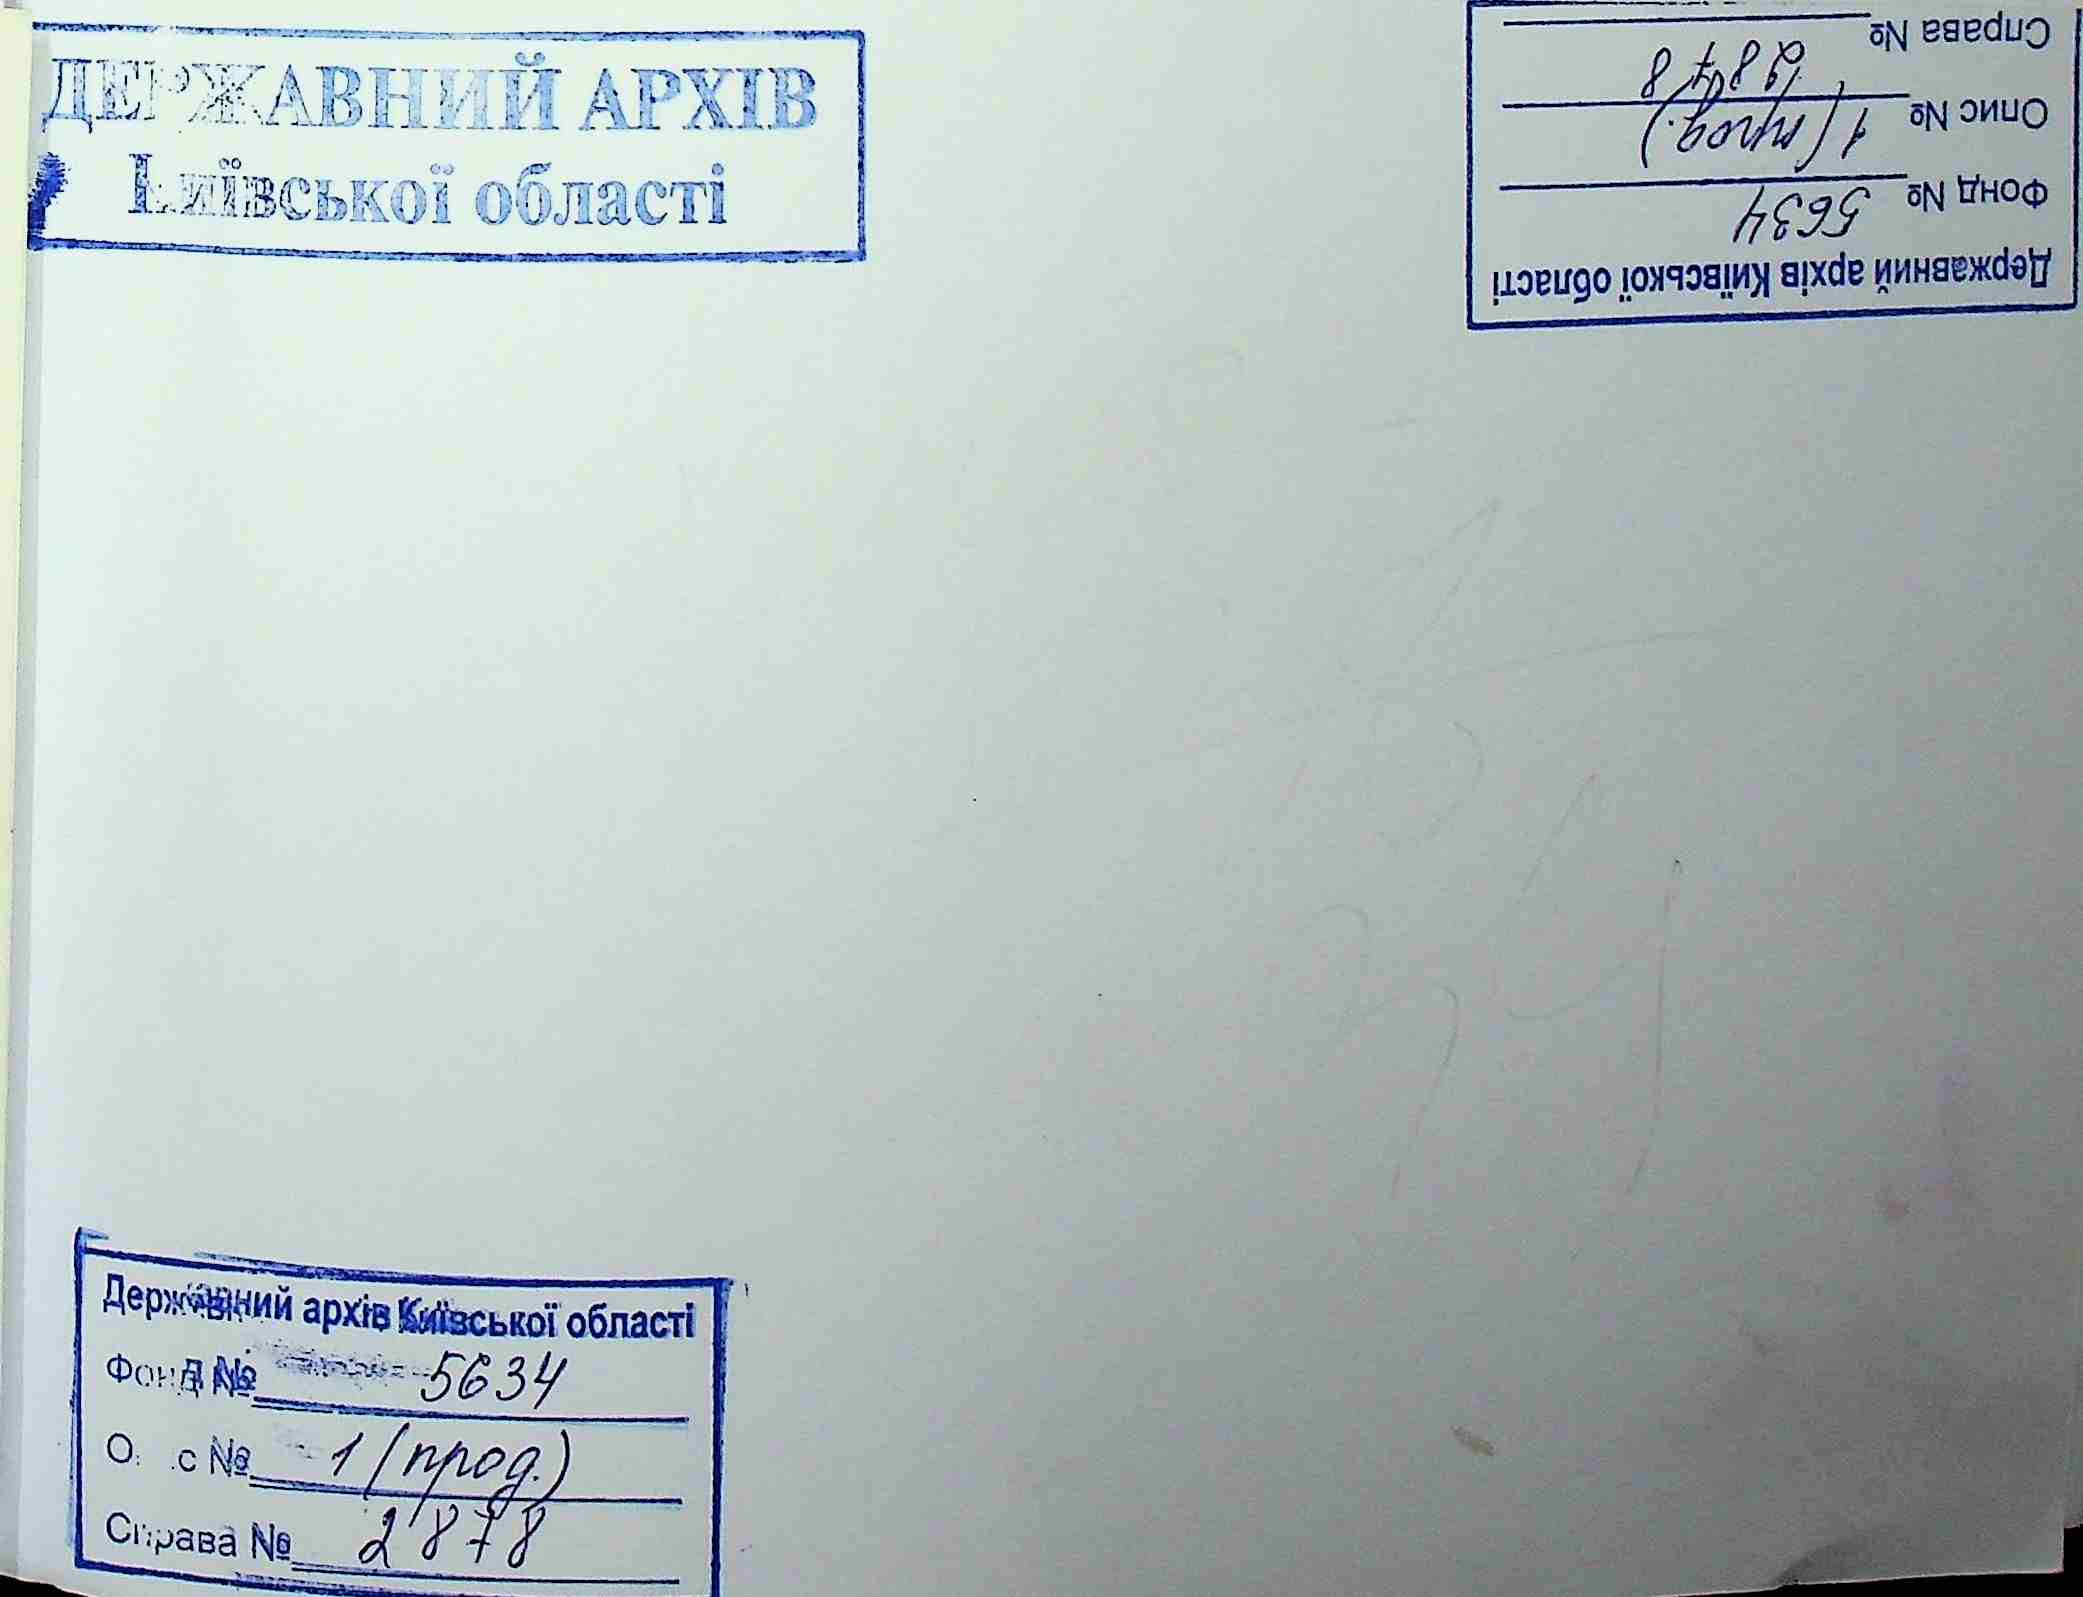 ДЕРЖАВНИЙ АРХІВ
Київської області
Державний архів Київської області
Фонд № 5634
Опис № 1 (прод.)
Справа № 2878
Державний архів Київської області
Фонд № 5634
Опис № 1 (прод.)
Справа № 2878